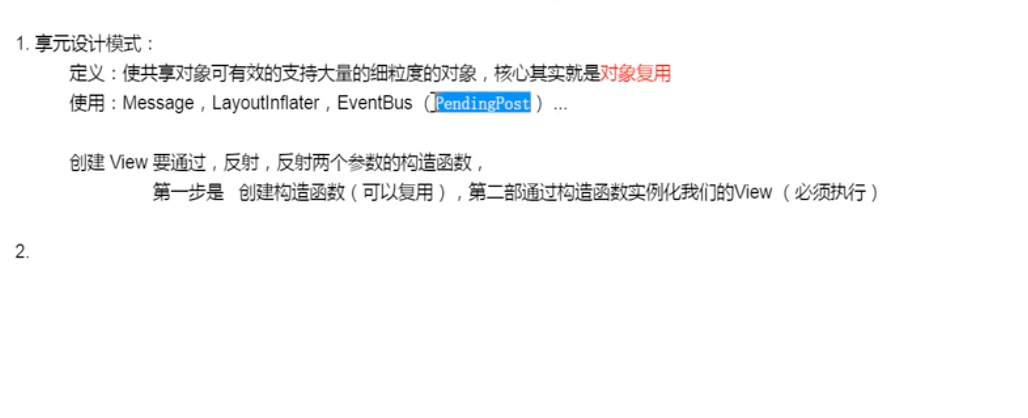 1. 享元设计模式：
定义：使共享对象可有效的支持大量的细粒度的对象，核心其实就是对象复用
使用：Message，LayoutInflater，EventBus（PendingPost）...
创建 View 要通过，反射，反射两个参数的构造函数，
第一步是 创建构造函数（可以复用），第二部通过构造函数实例化我们的View（必须执行）
2.